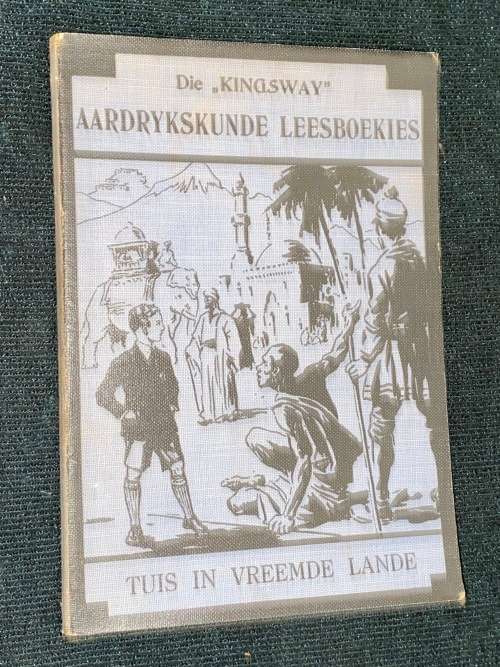 Die „KINGSWAY"
AARDRYKSKUNDE LEESBOEKIES
TUIS IN VREEMDE LANDE